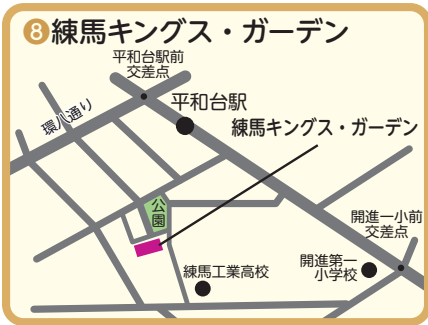 ❽練馬キングス・ガーデン
平和台駅前
交差点
環八通り
平和台駅
練馬キングス・ガーデン
公園
開進一小前
交差点
開進第一
小学校
練馬工業高校